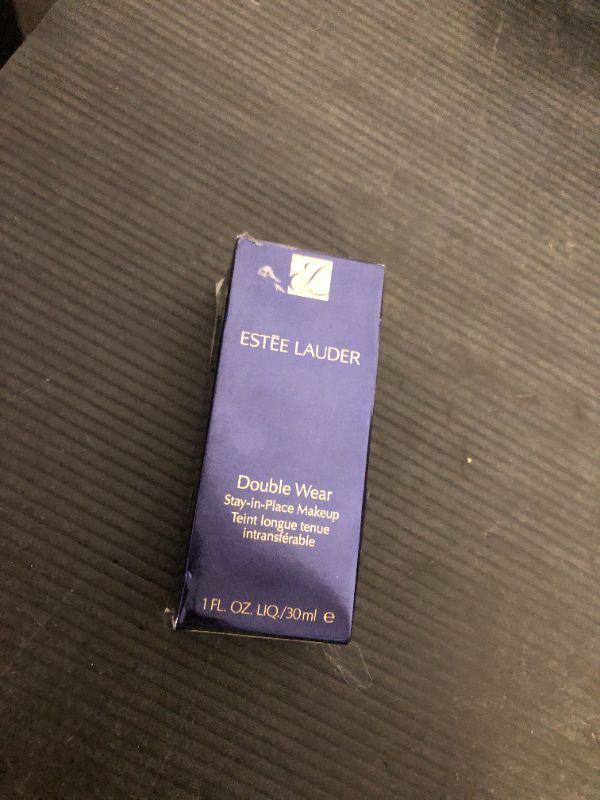 ESTĒE LAUDER
Double Wear
Stay-in-Place Makeup
Teint longue tenue
intransférable
1 FL. OZ. LIQ./30ml e